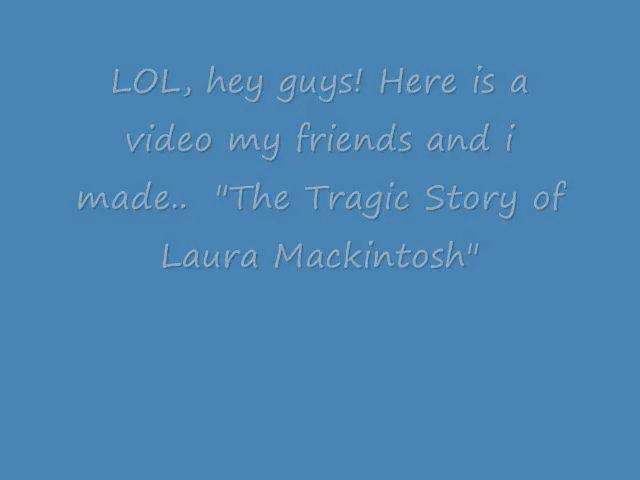 LOL, hey guys! Here is a
video my friends and i
made..  "The Tragic Story of
Laura Mackintosh"